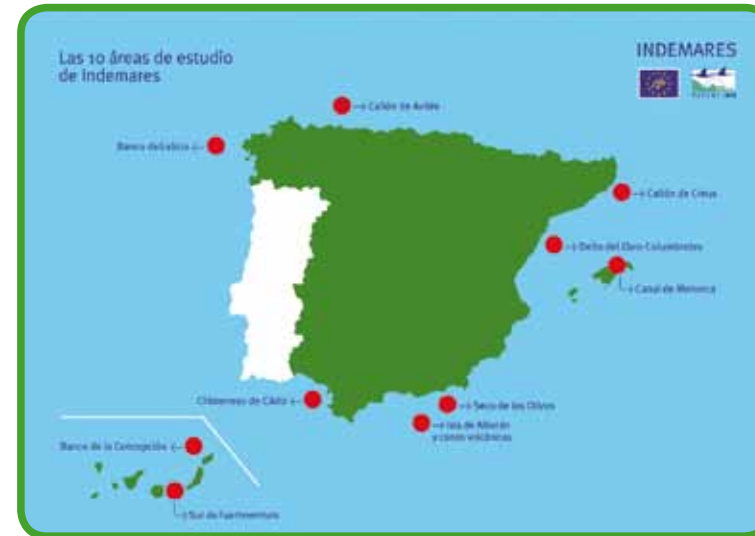 Las 10 áreas de estudio
de Indemares
INDEMARES
Cañón de Avilés
Banco de Galicia
Cañón de Creus
Delta del Ebro-Columbretes
Canal de Menorca
Chimeneas de Cádiz
Seco de los Olivos
Isla de Alborán
y conos volcánicos
Banco de la Concepción
Sur de Fuerteventura